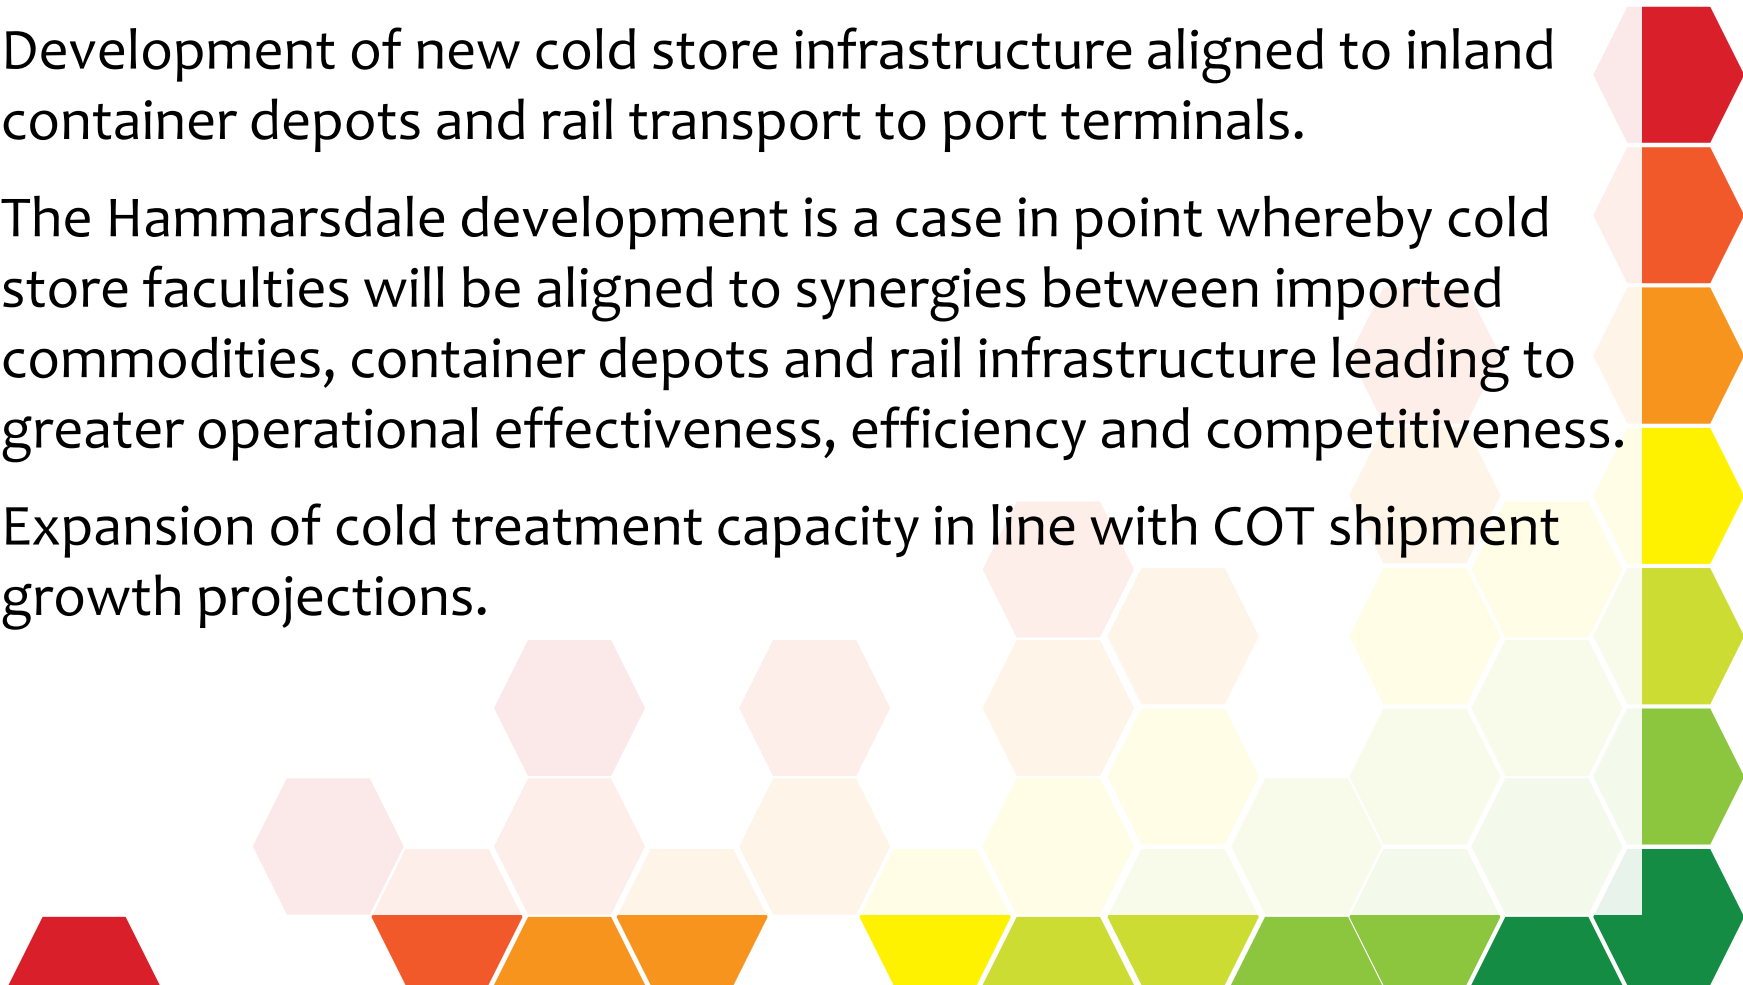 Development of new cold store infrastructure aligned to inland
container depots and rail transport to port terminals.
The Hammarsdale development is a case in point whereby cold
store faculties will be aligned to synergies between imported
commodities, container depots and rail infrastructure leading to
greater operational effectiveness, efficiency and competitiveness.
Expansion of cold treatment capacity in line with COT shipment
growth projections.